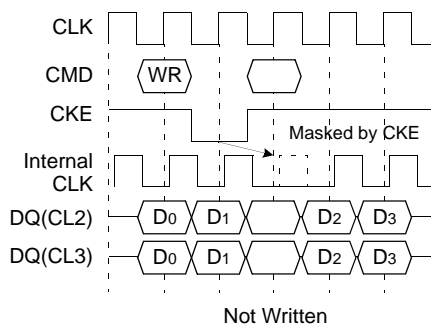 CLK
CMD WR
CKE
Masked by CKE
Internal
CLK
DQ(CL2) D0 D1 D2 D3
DQ(CL3) D0 D1 D2 D3
Not Written